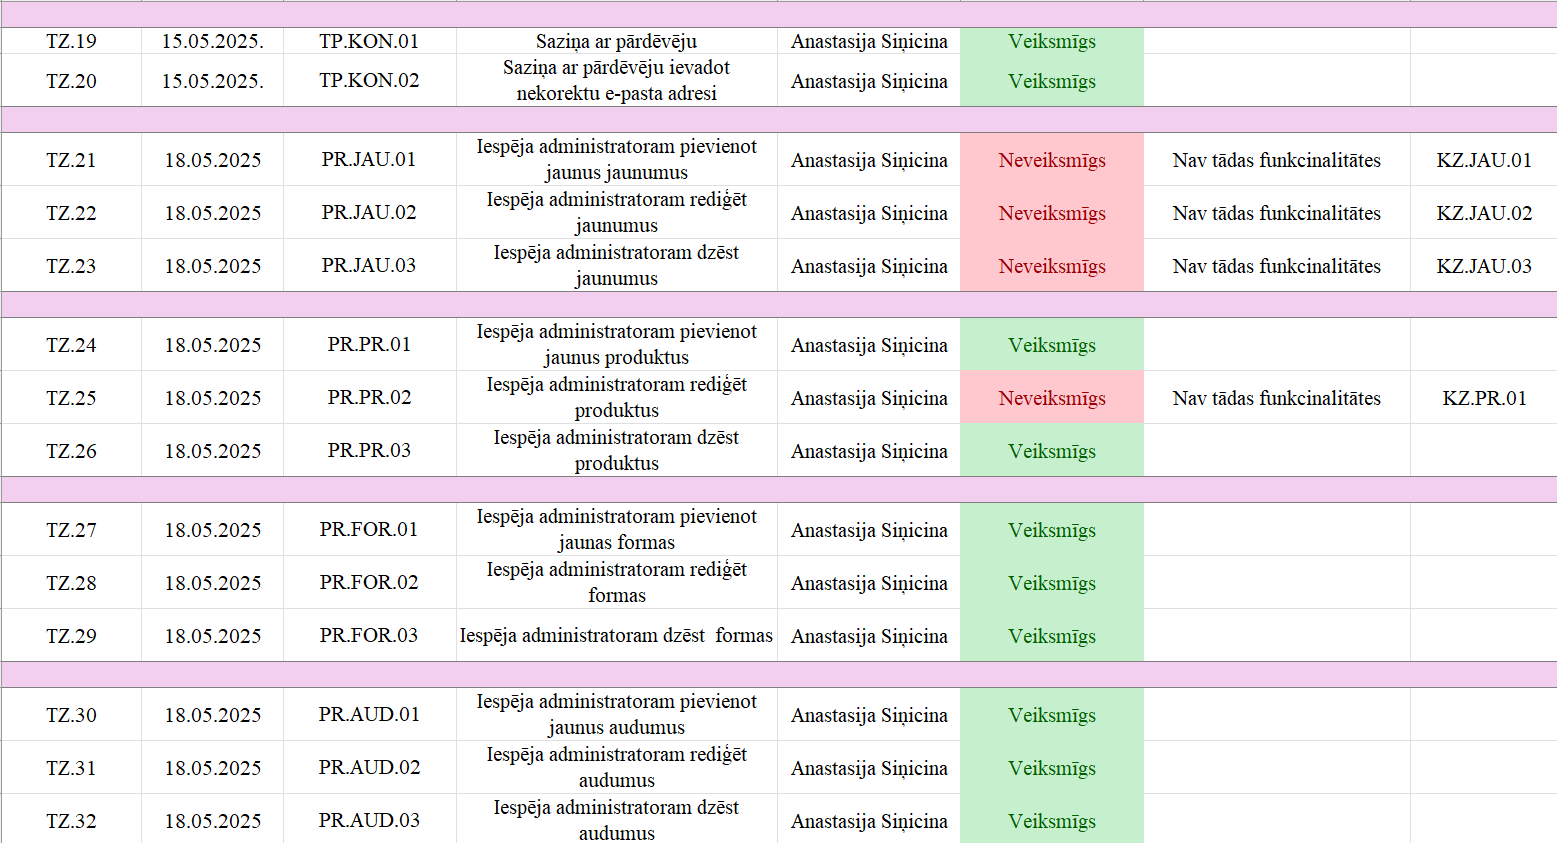 TZ.19 15.05.2025. TP.KON.01 Saziņa ar pārdēvēju Anastasija Siņicina Veiksmīgs
TZ.20 15.05.2025. TP.KON.02 Saziņa ar pārdēvēju ievadot nekorektu e-pasta adresi Anastasija Siņicina Veiksmīgs
TZ.21 18.05.2025 PR.JAU.01 Iespēja administratoram pievienot jaunus jaunumus Anastasija Siņicina Neveiksmīgs Nav tādas funkcinalitātes KZ.JAU.01
TZ.22 18.05.2025 PR.JAU.02 Iespēja administratoram rediģēt jaunumus Anastasija Siņicina Neveiksmīgs Nav tādas funkcinalitātes KZ.JAU.02
TZ.23 18.05.2025 PR.JAU.03 Iespēja administratoram dzēst jaunumus Anastasija Siņicina Neveiksmīgs Nav tādas funkcinalitātes KZ.JAU.03
TZ.24 18.05.2025 PR.PR.01 Iespēja administratoram pievienot jaunus produktus Anastasija Siņicina Veiksmīgs
TZ.25 18.05.2025 PR.PR.02 Iespēja administratoram rediģēt produktus Anastasija Siņicina Neveiksmīgs Nav tādas funkcinalitātes KZ.PR.01
TZ.26 18.05.2025 PR.PR.03 Iespēja administratoram dzēst produktus Anastasija Siņicina Veiksmīgs
TZ.27 18.05.2025 PR.FOR.01 Iespēja administratoram pievienot jaunas formas Anastasija Siņicina Veiksmīgs
TZ.28 18.05.2025 PR.FOR.02 Iespēja administratoram rediģēt formas Anastasija Siņicina Veiksmīgs
TZ.29 18.05.2025 PR.FOR.03 Iespēja administratoram dzēst formas Anastasija Siņicina Veiksmīgs
TZ.30 18.05.2025 PR.AUD.01 Iespēja administratoram pievienot jaunus audumus Anastasija Siņicina Veiksmīgs
TZ.31 18.05.2025 PR.AUD.02 Iespēja administratoram rediģēt audumus Anastasija Siņicina Veiksmīgs
TZ.32 18.05.2025 PR.AUD.03 Iespēja administratoram dzēst audumus Anastasija Siņicina Veiksmīgs